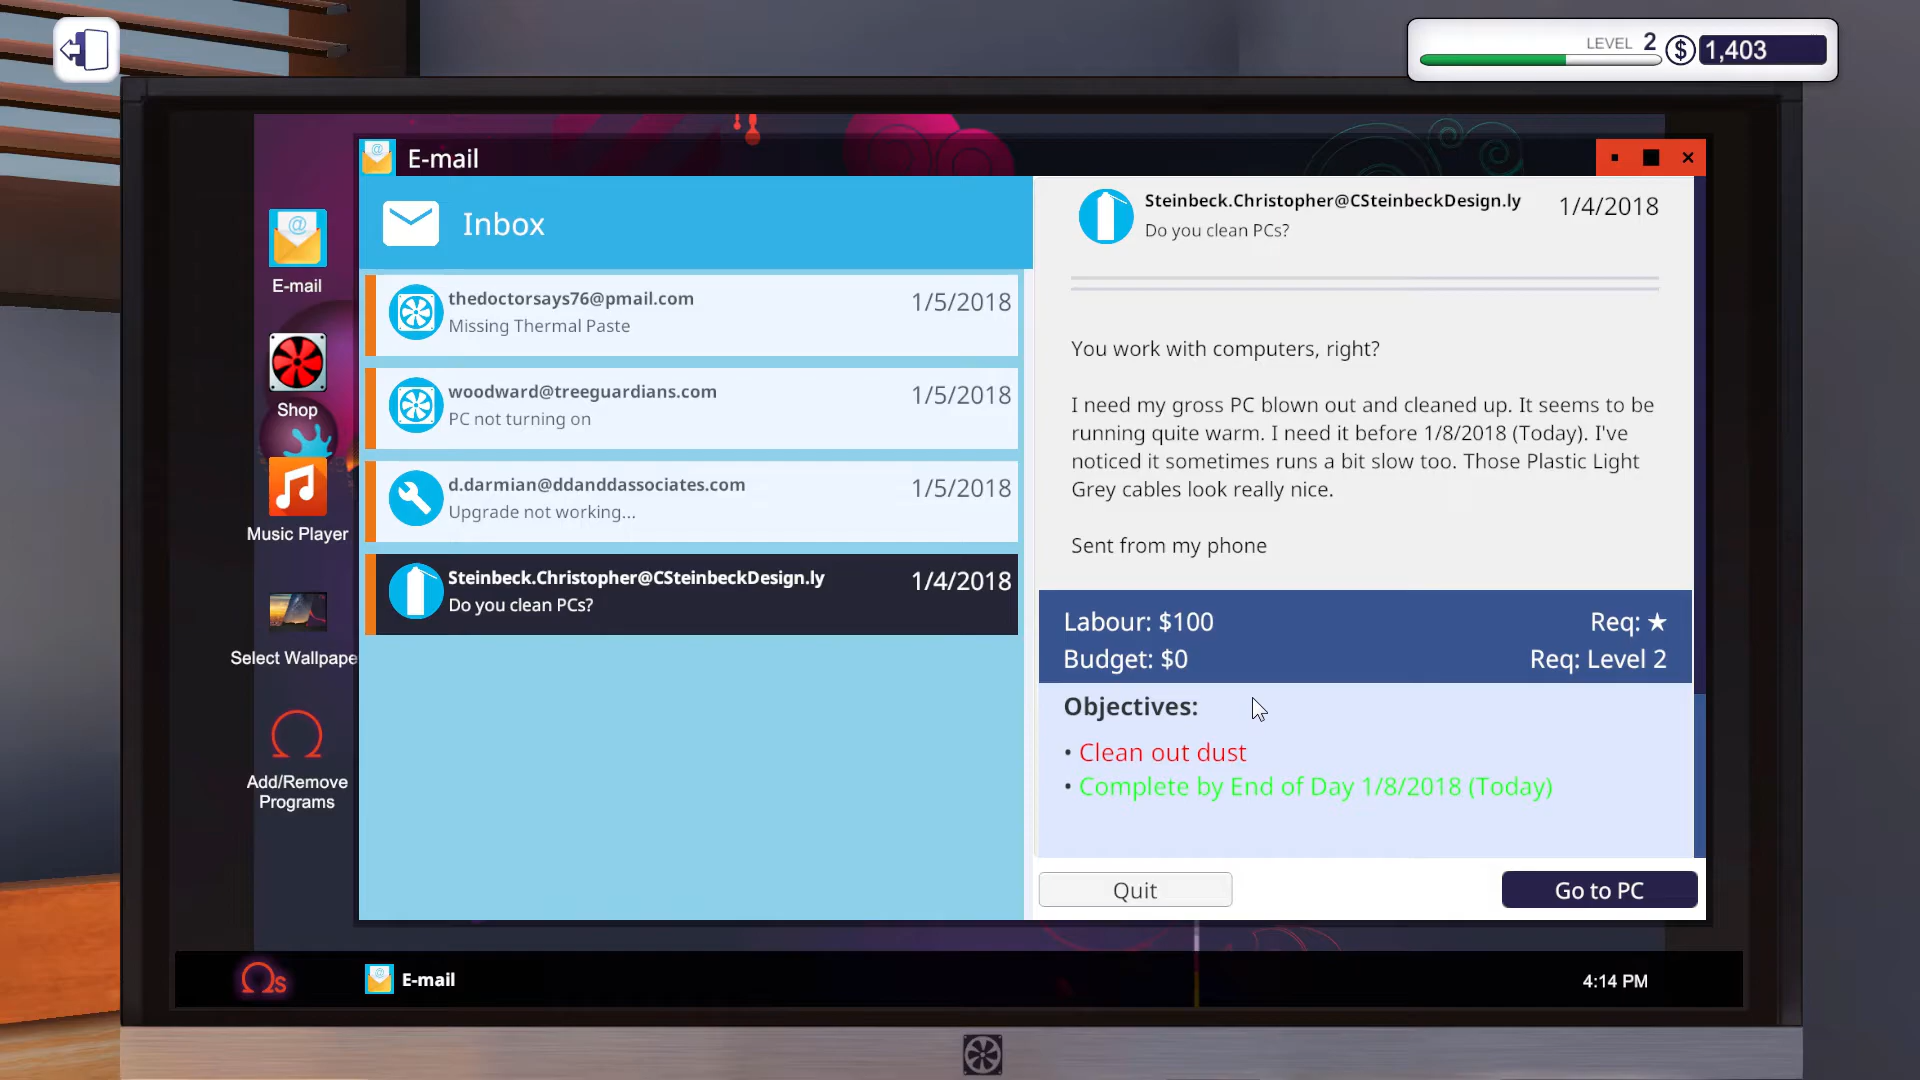 LEVEL 2
$ 1,403
E-mail
Inbox
thedoctorsays76@pmail.com
1/5/2018
Missing Thermal Paste
woodward@treeguardians.com
1/5/2018
PC not turning on
d.darmian@ddanddassociates.com
1/5/2018
Upgrade not working...
Steinbeck.Christopher@CSteinbeckDesign.ly
1/4/2018
Do you clean PCs?
Steinbeck.Christopher@CSteinbeckDesign.ly
1/4/2018
Do you clean PCs?
You work with computers, right?
I need my gross PC blown out and cleaned up. It seems to be
running quite warm. I need it before 1/8/2018 (Today). I've
noticed it sometimes runs a bit slow too. Those Plastic Light
Grey cables look really nice.
Sent from my phone
Labour: $100
Req: ★
Budget: $0
Req: Level 2
Objectives:
• Clean out dust
• Complete by End of Day 1/8/2018 (Today)
Quit
Go to PC
E-mail
Shop
Music Player
Select Wallpape
Add/Remove
Programs
Ωs
E-mail
4:14 PM